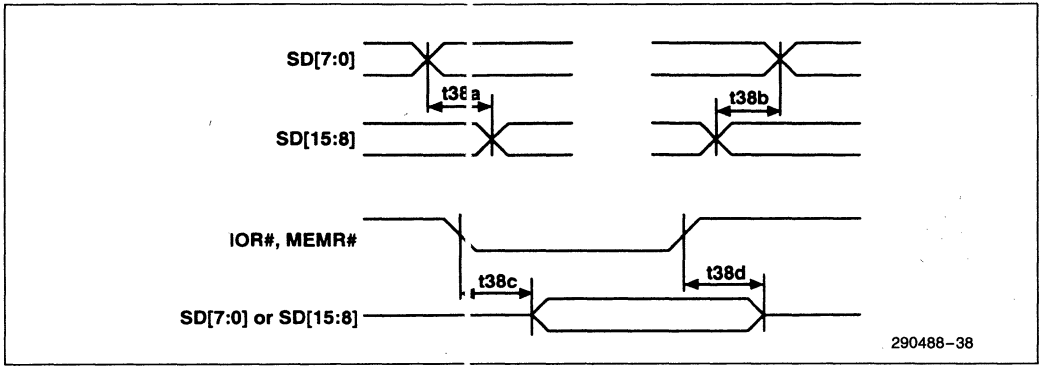 SD[7:0]
t38a t38b
SD[15:8]
IOR#, MEMR#
t38c t38d
SD[7:0] or SD[15:8]
290488–38